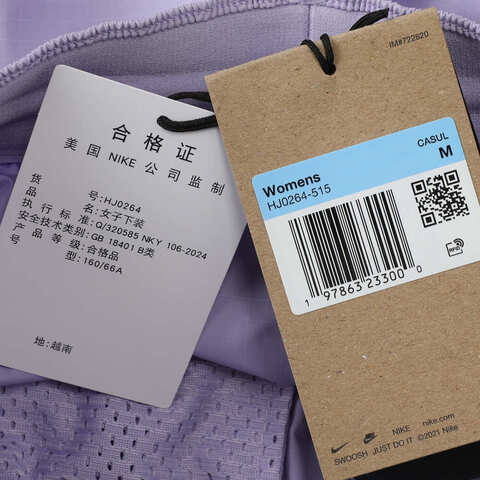 合格证
美国 NIKE 公司监制
货 号:HJ0264
品 名:女子下装
执行标准:Q/320585 NKY 106-2024
安全技术类别:GB 18401 B类
产品等级:合格品
型:160/66A
地:越南
IM#722820
CASUL
M
Womens
HJ0264-515
RFID
1 97863 23300 0
NIKE nike.com
SWOOSH JUST DO IT ©2021 Nike